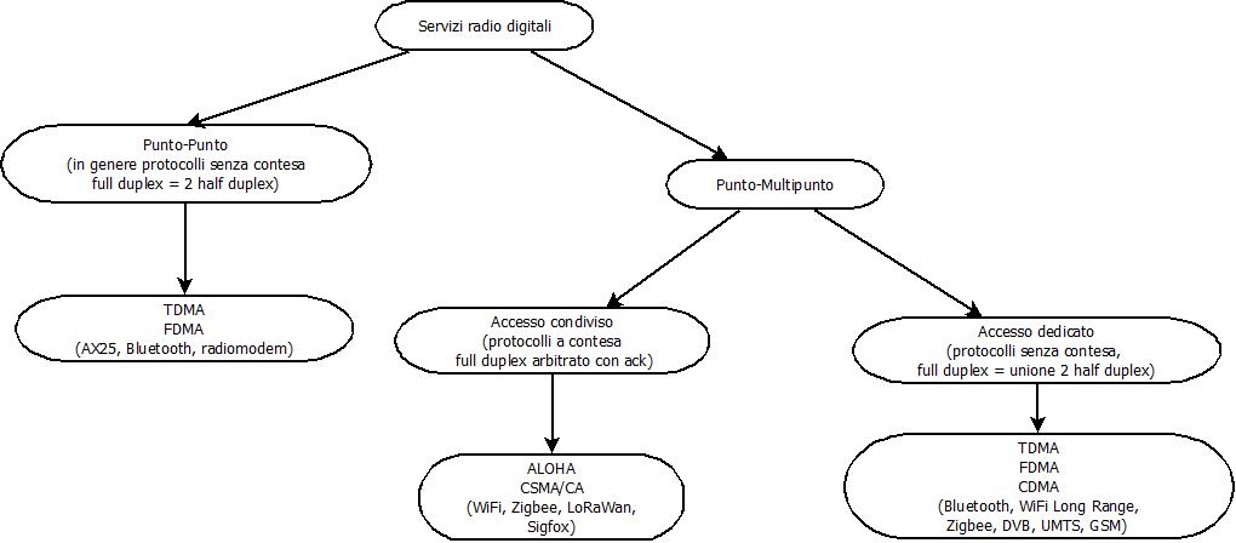 Servizi radio digitali
Punto-Punto
(in genere protocolli senza contesa
full duplex = 2 half duplex)
Punto-Multipunto
TDMA
FDMA
(AX25, Bluetooth, radiomodem)
Accesso condiviso
(protocolli a contesa
full duplex arbitrato con ack)
Accesso dedicato
(protocolli senza contesa,
full duplex = unione 2 half duplex)
ALOHA
CSMA/CA
(WiFi, Zigbee, LoRaWan,
Sigfox)
TDMA
FDMA
CDMA
(Bluetooth, WiFi Long Range,
Zigbee, DVB, UMTS, GSM)